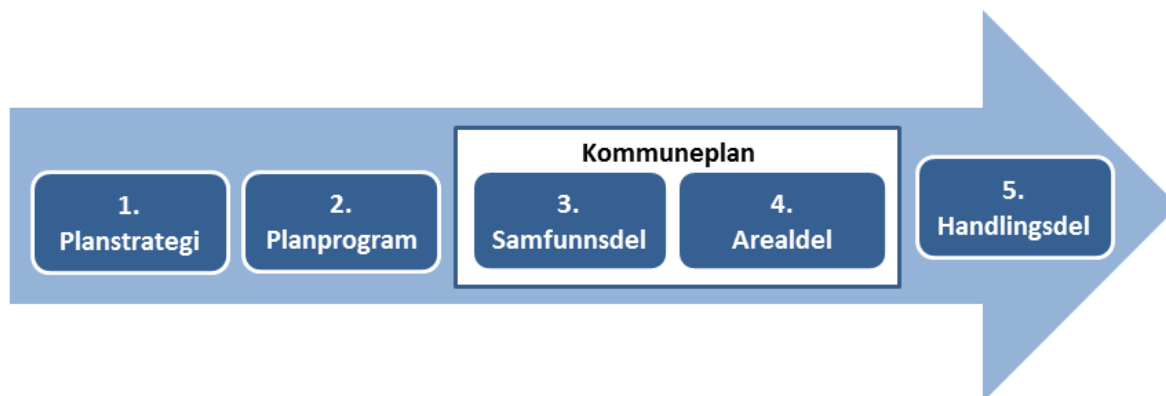 1.
Planstrategi
2.
Planprogram
Kommuneplan
3.
Samfunnsdel
4.
Arealdel
5.
Handlingsdel